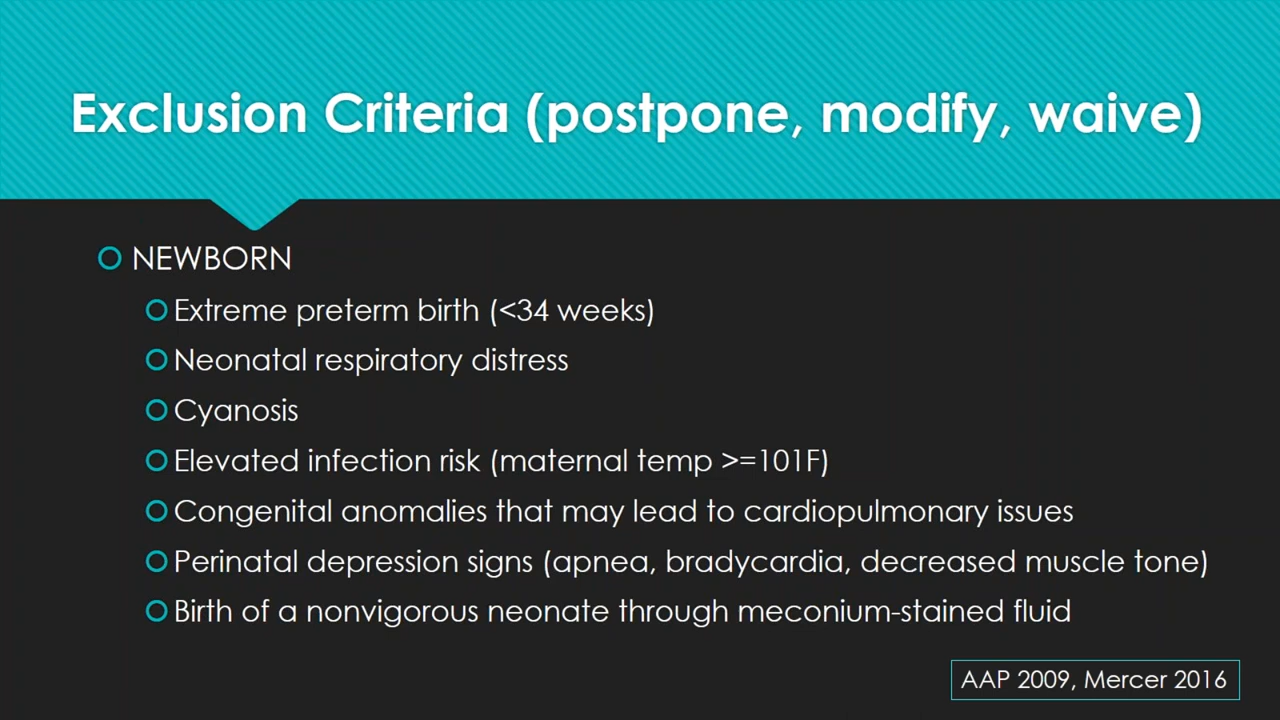 Exclusion Criteria (postpone, modify, waive)
NEWBORN
Extreme preterm birth (<34 weeks)
Neonatal respiratory distress
Cyanosis
Elevated infection risk (maternal temp >=101F)
Congenital anomalies that may lead to cardiopulmonary issues
Perinatal depression signs (apnea, bradycardia, decreased muscle tone)
Birth of a nonvigorous neonate through meconium-stained fluid
AAP 2009, Mercer 2016